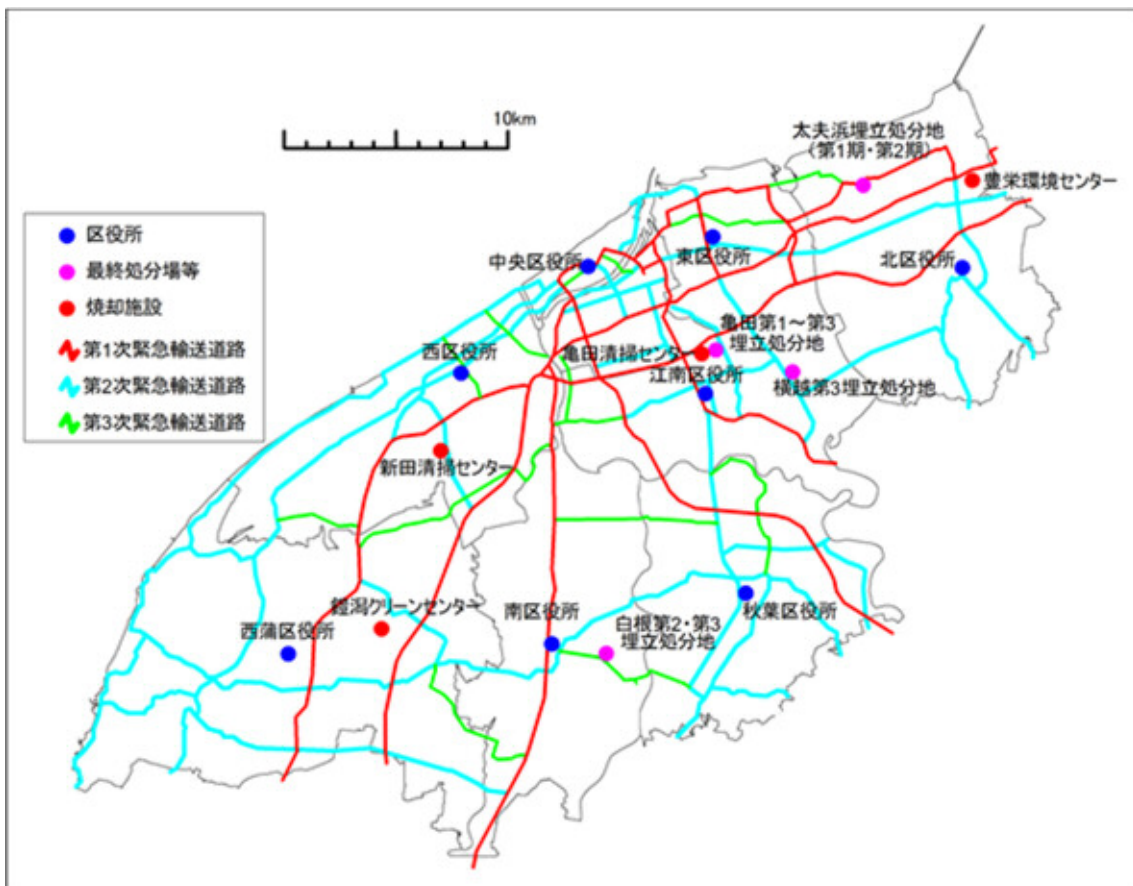 10km
太夫浜埋立処分地
(第1期・第2期)
豊栄環境センター
区役所
最終処分場等
焼却施設
第1次緊急輸送道路
第2次緊急輸送道路
第3次緊急輸送道路
中央区役所
東区役所
北区役所
亀田第1～第3
埋立処分地
亀田清掃センター
西区役所
江南区役所
横越第3埋立処分地
新田清掃センター
鎧潟クリーンセンター
南区役所
白根第2・第3
埋立処分地
秋葉区役所
西蒲区役所